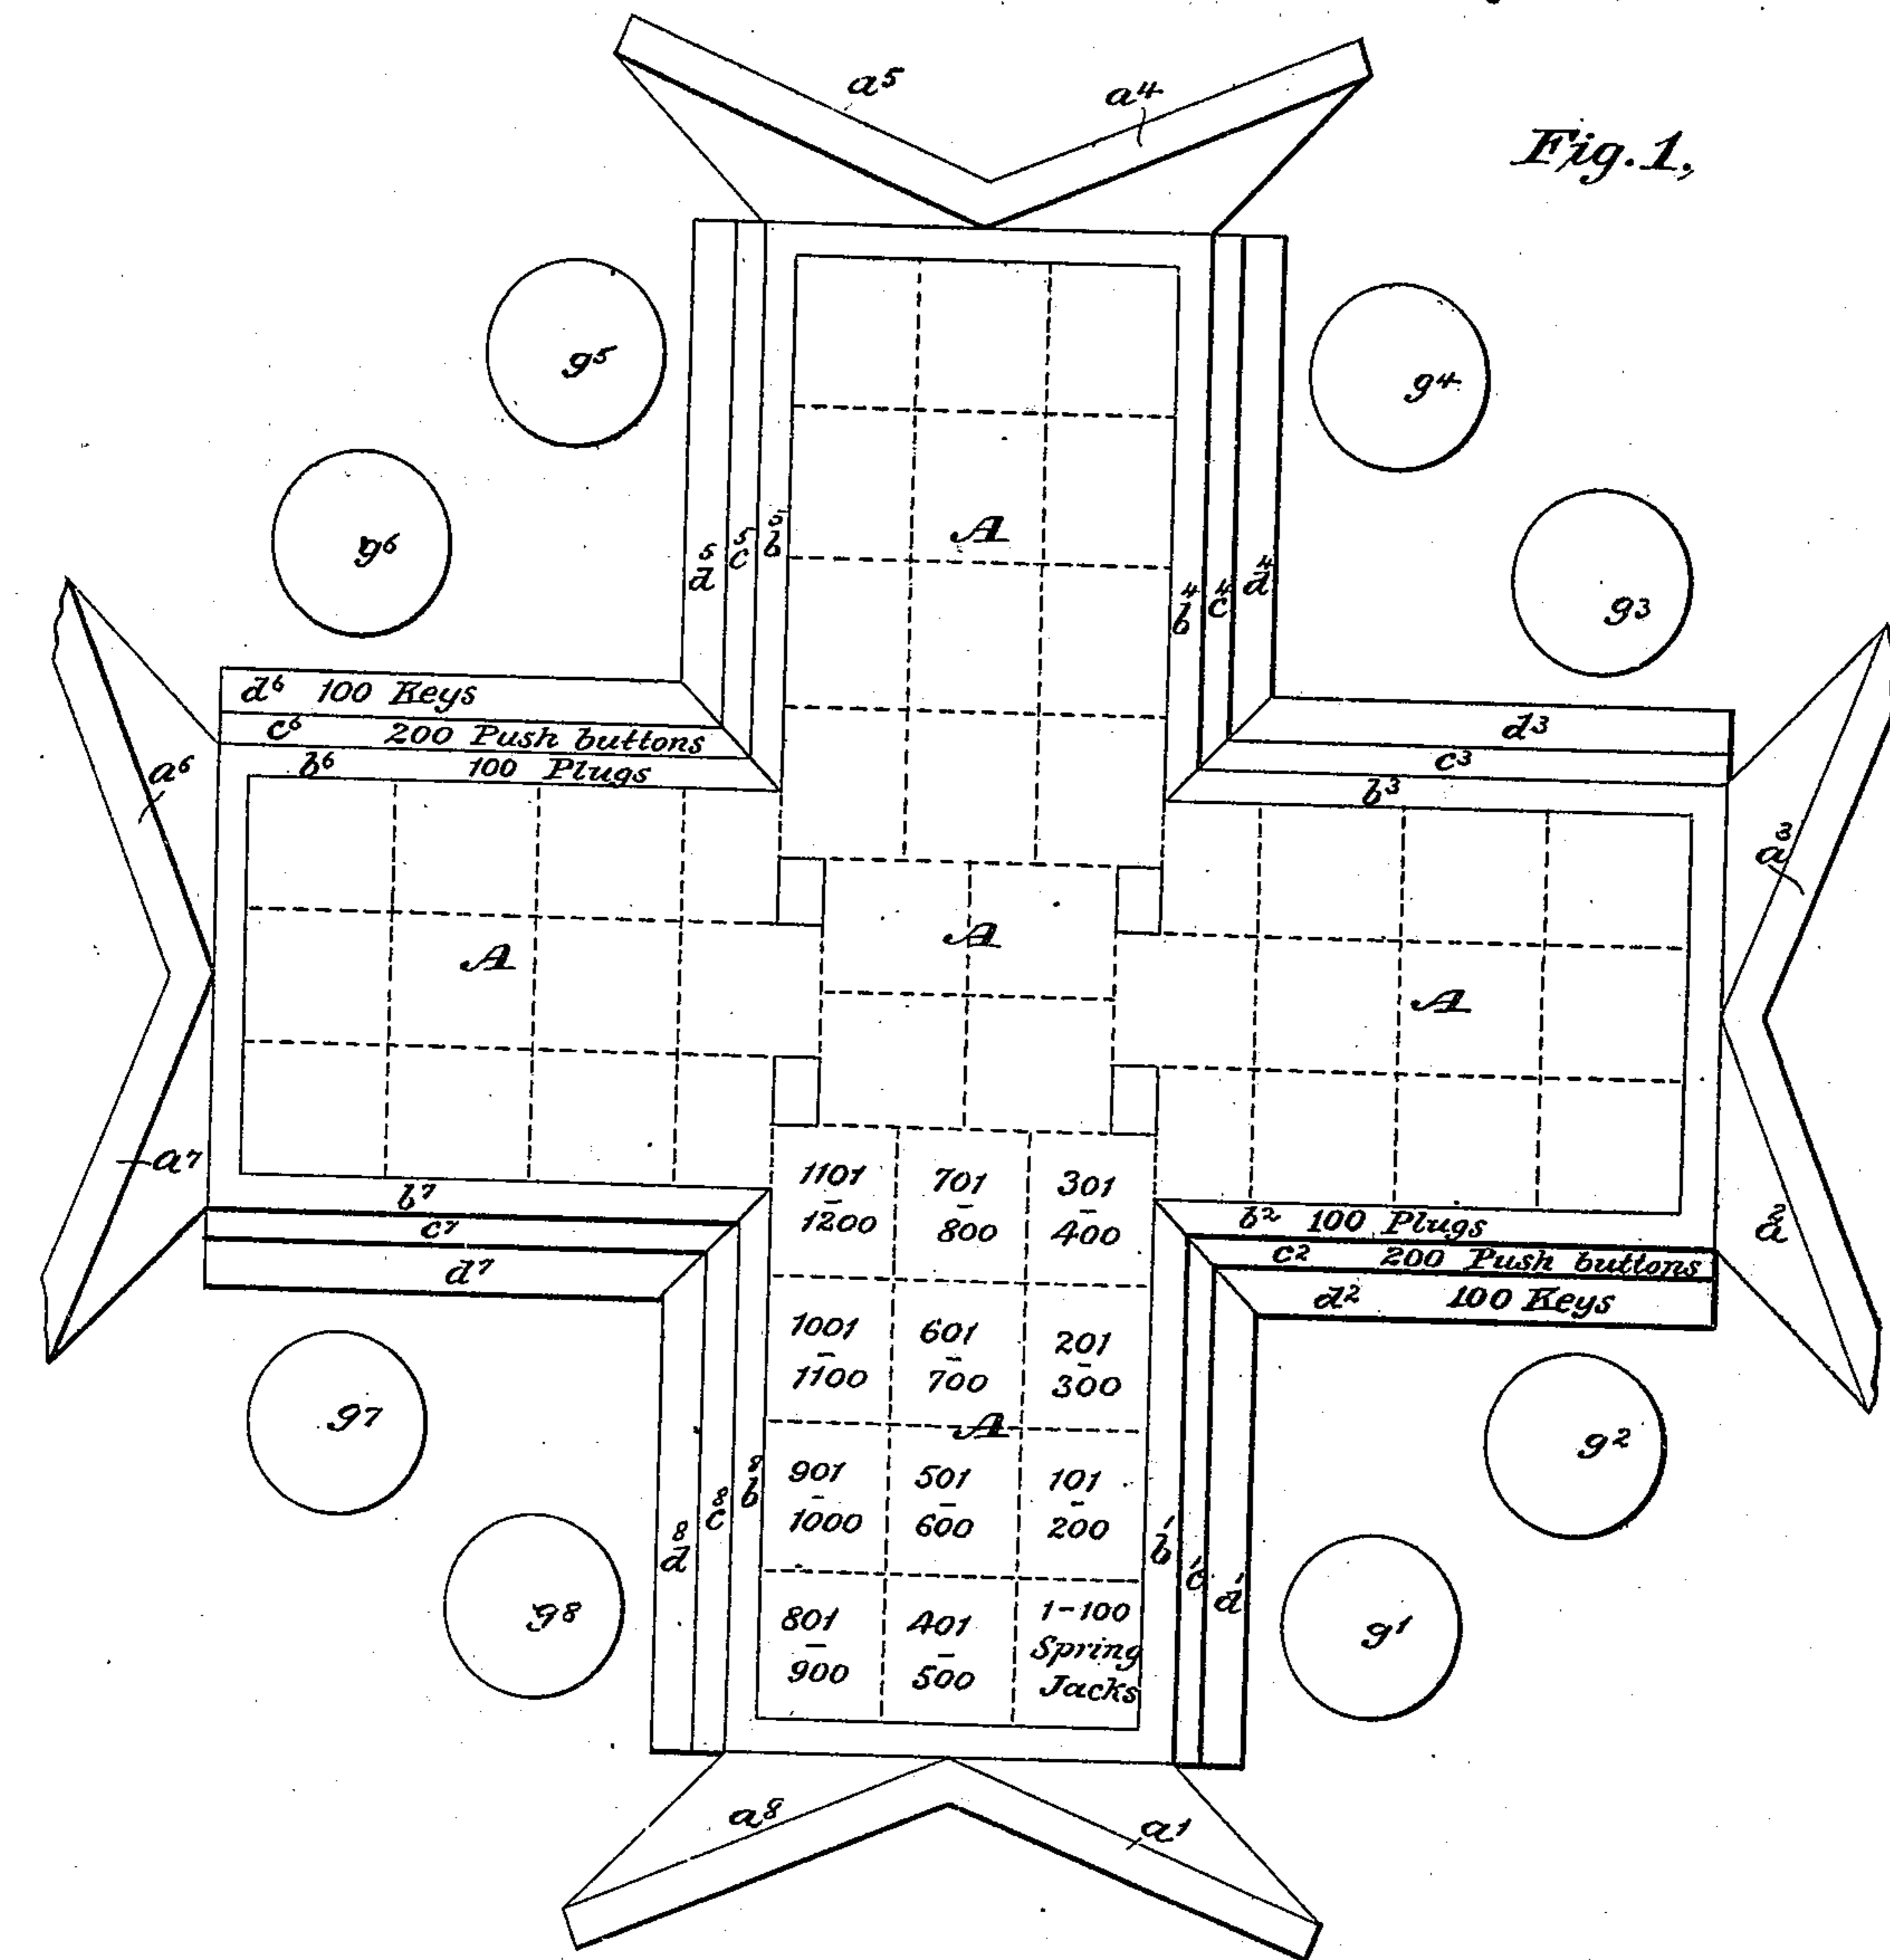 a⁵ a⁴
Fig. 1,
g⁵ g⁴
g⁶ g³
A
d⁵ c⁵ b⁵ b⁴ c⁴ d⁴
d⁶ 100 Keys
c⁶ 200 Push buttons
b⁶ 100 Plugs
d³
c³
b³
a⁶ a³
A A A
a⁷ a²
b⁷
c⁷
d⁷
b² 100 Plugs
c² 200 Push buttons
d² 100 Keys
1101 701 301
– – –
1200 800 400
1001 601 201
– – –
1100 700 300
A
901 501 101
– – –
1000 600 200
801 401 1-100
– – Spring
900 500 Jacks
d⁸ c⁸ b⁸ b' c' d'
g⁷ g²
g⁸ g¹
a⁸ a¹